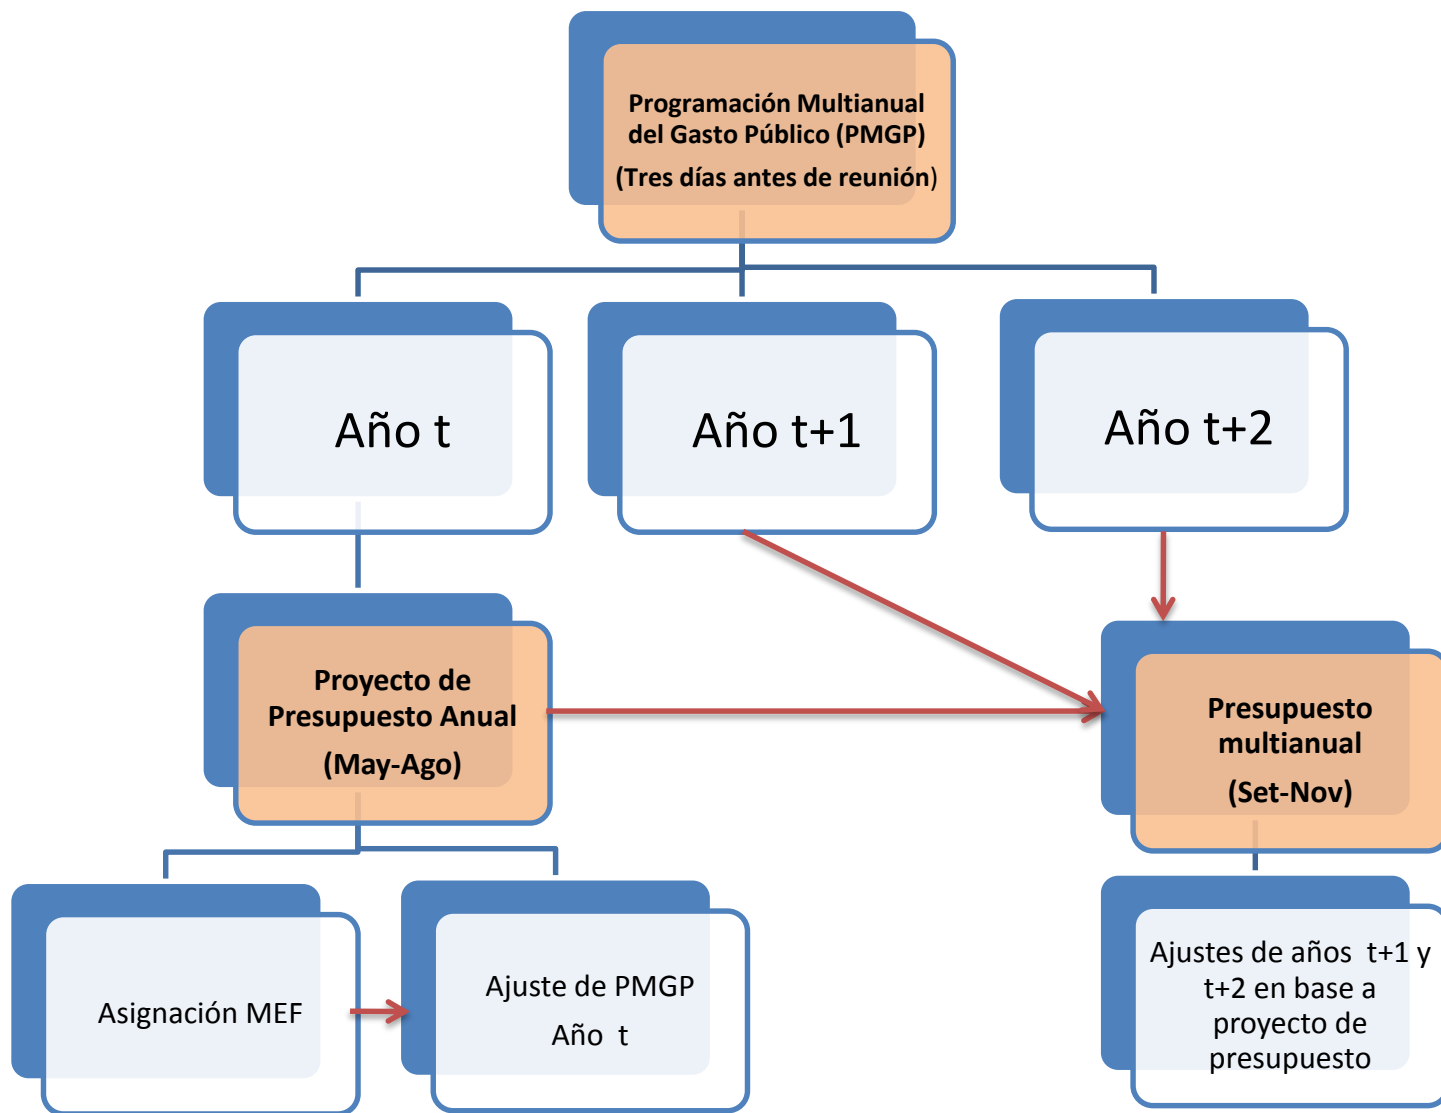 Programación Multianual
del Gasto Público (PMGP)
(Tres días antes de reunión)
Año t
Año t+1
Año t+2
Proyecto de
Presupuesto Anual
(May-Ago)
Presupuesto
multianual
(Set-Nov)
Asignación MEF
Ajuste de PMGP
Año t
Ajustes de años t+1 y
t+2 en base a
proyecto de
presupuesto